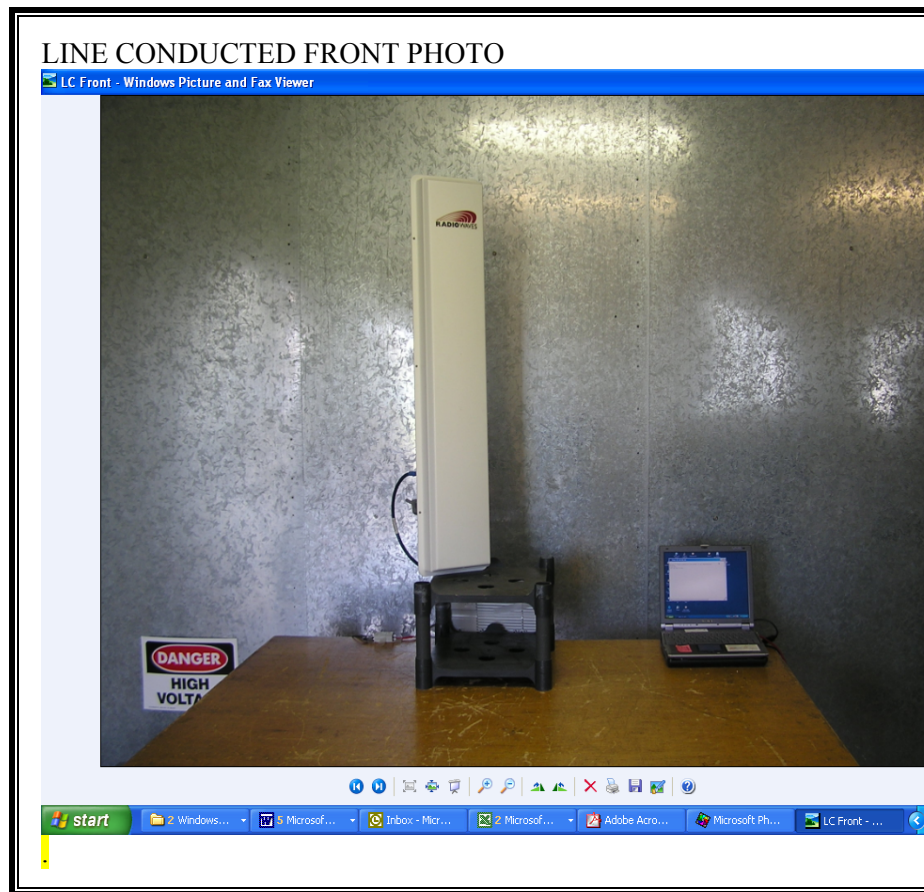 LINE CONDUCTED FRONT PHOTO
LC Front - Windows Picture and Fax Viewer
RADIOWAVES
DANGER
HIGH
VOLTA
start
2 Windows...
5 Microsof...
Inbox - Micr...
2 Microsof...
Adobe Acro...
Microsoft Ph...
LC Front - ...
.